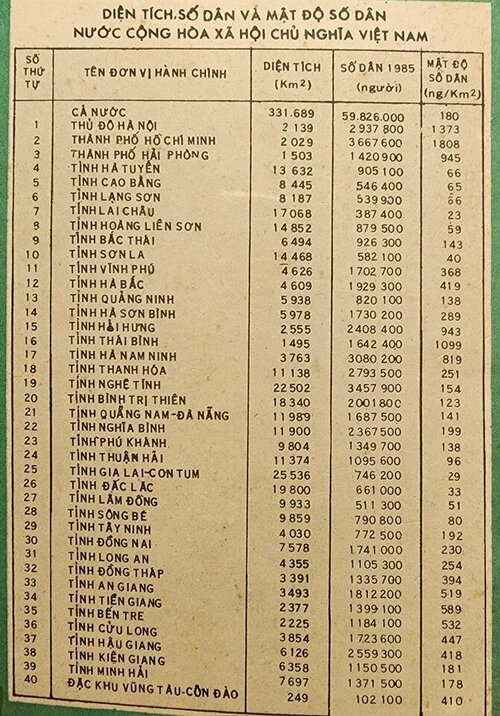 DIỆN TÍCH, SỐ DÂN VÀ MẬT ĐỘ SỐ DÂN
NƯỚC CỘNG HÒA XÃ HỘI CHỦ NGHĨA VIỆT NAM
SỐ THỨ TỰ TÊN ĐƠN VỊ HÀNH CHÍNH DIỆN TÍCH (Km2) SỐ DÂN 1985 (người) MẬT ĐỘ SỐ DÂN (ng/Km2)
CẢ NƯỚC 331.689 59.826.000 180
1 THỦ ĐÔ HÀ NỘI 2 139 2 937 800 1 373
2 THÀNH PHỐ HỒ CHÍ MINH 2 029 3 667 600 1808
3 THÀNH PHỐ HẢI PHÒNG 1 503 1 420 900 945
4 TỈNH HÀ TUYÊN 13 632 905 100 66
5 TỈNH CAO BẰNG 8 445 546 400 65
6 TỈNH LẠNG SƠN 8 187 539 900 66
7 TỈNH LAI CHÂU 17 068 387 400 23
8 TỈNH HOÀNG LIÊN SƠN 14 852 879 500 59
9 TỈNH BẮC THÁI 6 494 926 300 143
10 TỈNH SƠN LA 14 468 582 100 40
11 TỈNH VĨNH PHÚ 4 626 1 702 700 368
12 TỈNH HÀ BẮC 4 609 1 929 300 419
13 TỈNH QUẢNG NINH 5 938 820 100 138
14 TỈNH HÀ SƠN BÌNH 5 978 1 730 200 289
15 TỈNH HẢI HƯNG 2 555 2 408 400 943
16 TỈNH THÁI BÌNH 1 495 1 642 400 1099
17 TỈNH HÀ NAM NINH 3 763 3 080 200 819
18 TỈNH THANH HÓA 11 138 2 793 500 251
19 TỈNH NGHỆ TĨNH 22 502 3 457 900 154
20 TỈNH BÌNH TRỊ THIÊN 18 340 2 001 800 123
21 TỈNH QUẢNG NAM-ĐÀ NẴNG 11 989 1 687 500 141
22 TỈNH NGHĨA BÌNH 11 900 2 367 500 199
23 TỈNH PHÚ KHÁNH 9 804 1 349 700 138
24 TỈNH THUẬN HẢI 11 374 1 095 600 96
25 TỈNH GIA LAI-CON TUM 25 536 746 200 29
26 TỈNH ĐẮC LẮC 19 800 661 000 33
27 TỈNH LÂM ĐỒNG 9 933 511 300 51
28 TỈNH SÔNG BÉ 9 859 790 800 80
29 TỈNH TÂY NINH 4 030 772 500 192
30 TỈNH ĐỒNG NAI 7 578 1 741 000 230
31 TỈNH LONG AN 4 355 1 105 300 254
32 TỈNH ĐỒNG THÁP 3 391 1 335 700 394
33 TỈNH AN GIANG 3 493 1 812 200 519
34 TỈNH TIỀN GIANG 2 377 1 399 100 589
35 TỈNH BẾN TRE 2 225 1 184 100 532
36 TỈNH CỬU LONG 3 854 1 723 600 447
37 TỈNH HẬU GIANG 6 126 2 559 300 418
38 TỈNH KIÊN GIANG 6 358 1 150 500 181
39 TỈNH MINH HẢI 7 697 1 371 500 178
40 ĐẶC KHU VŨNG TÀU-CÔN ĐẢO 249 102 100 410